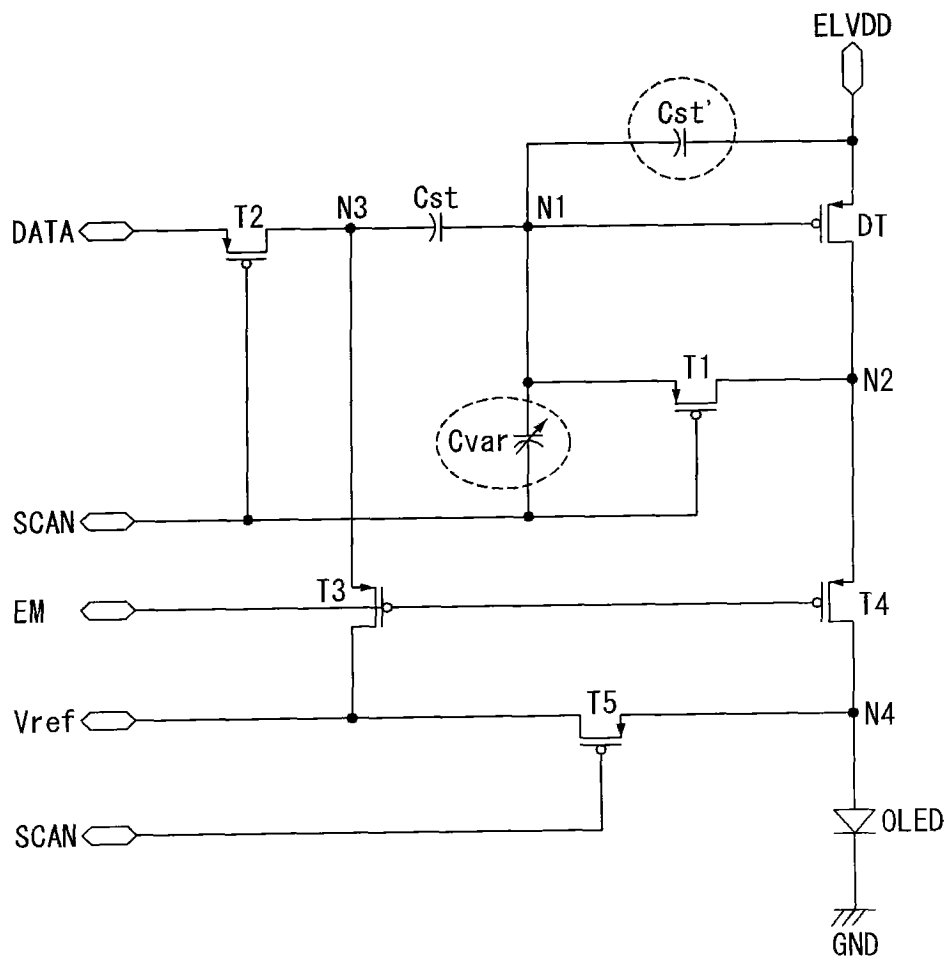 ELVDD
Cst'
DATA
T2
N3
Cst
N1
DT
T1
N2
Cvar
SCAN
EM
T3
T4
Vref
T5
N4
SCAN
OLED
GND